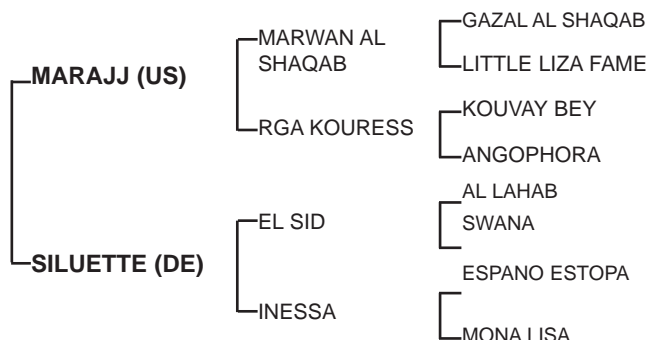 GAZAL AL SHAQAB
MARWAN AL
SHAQAB
LITTLE LIZA FAME
MARAJJ (US)
KOUVAY BEY
RGA KOURESS
ANGOPHORA
AL LAHAB
EL SID
SWANA
SILUETTE (DE)
ESPANO ESTOPA
INESSA
MONA LISA